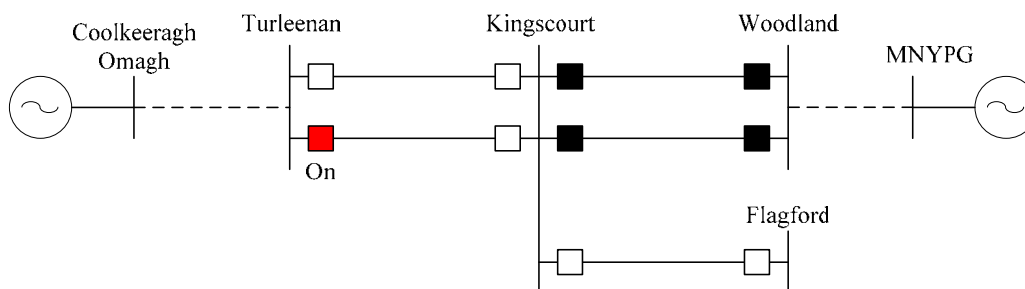 Coolkeeragh
Omagh
Turleenan
Kingscourt
Woodland
MNYPG
On
Flagford